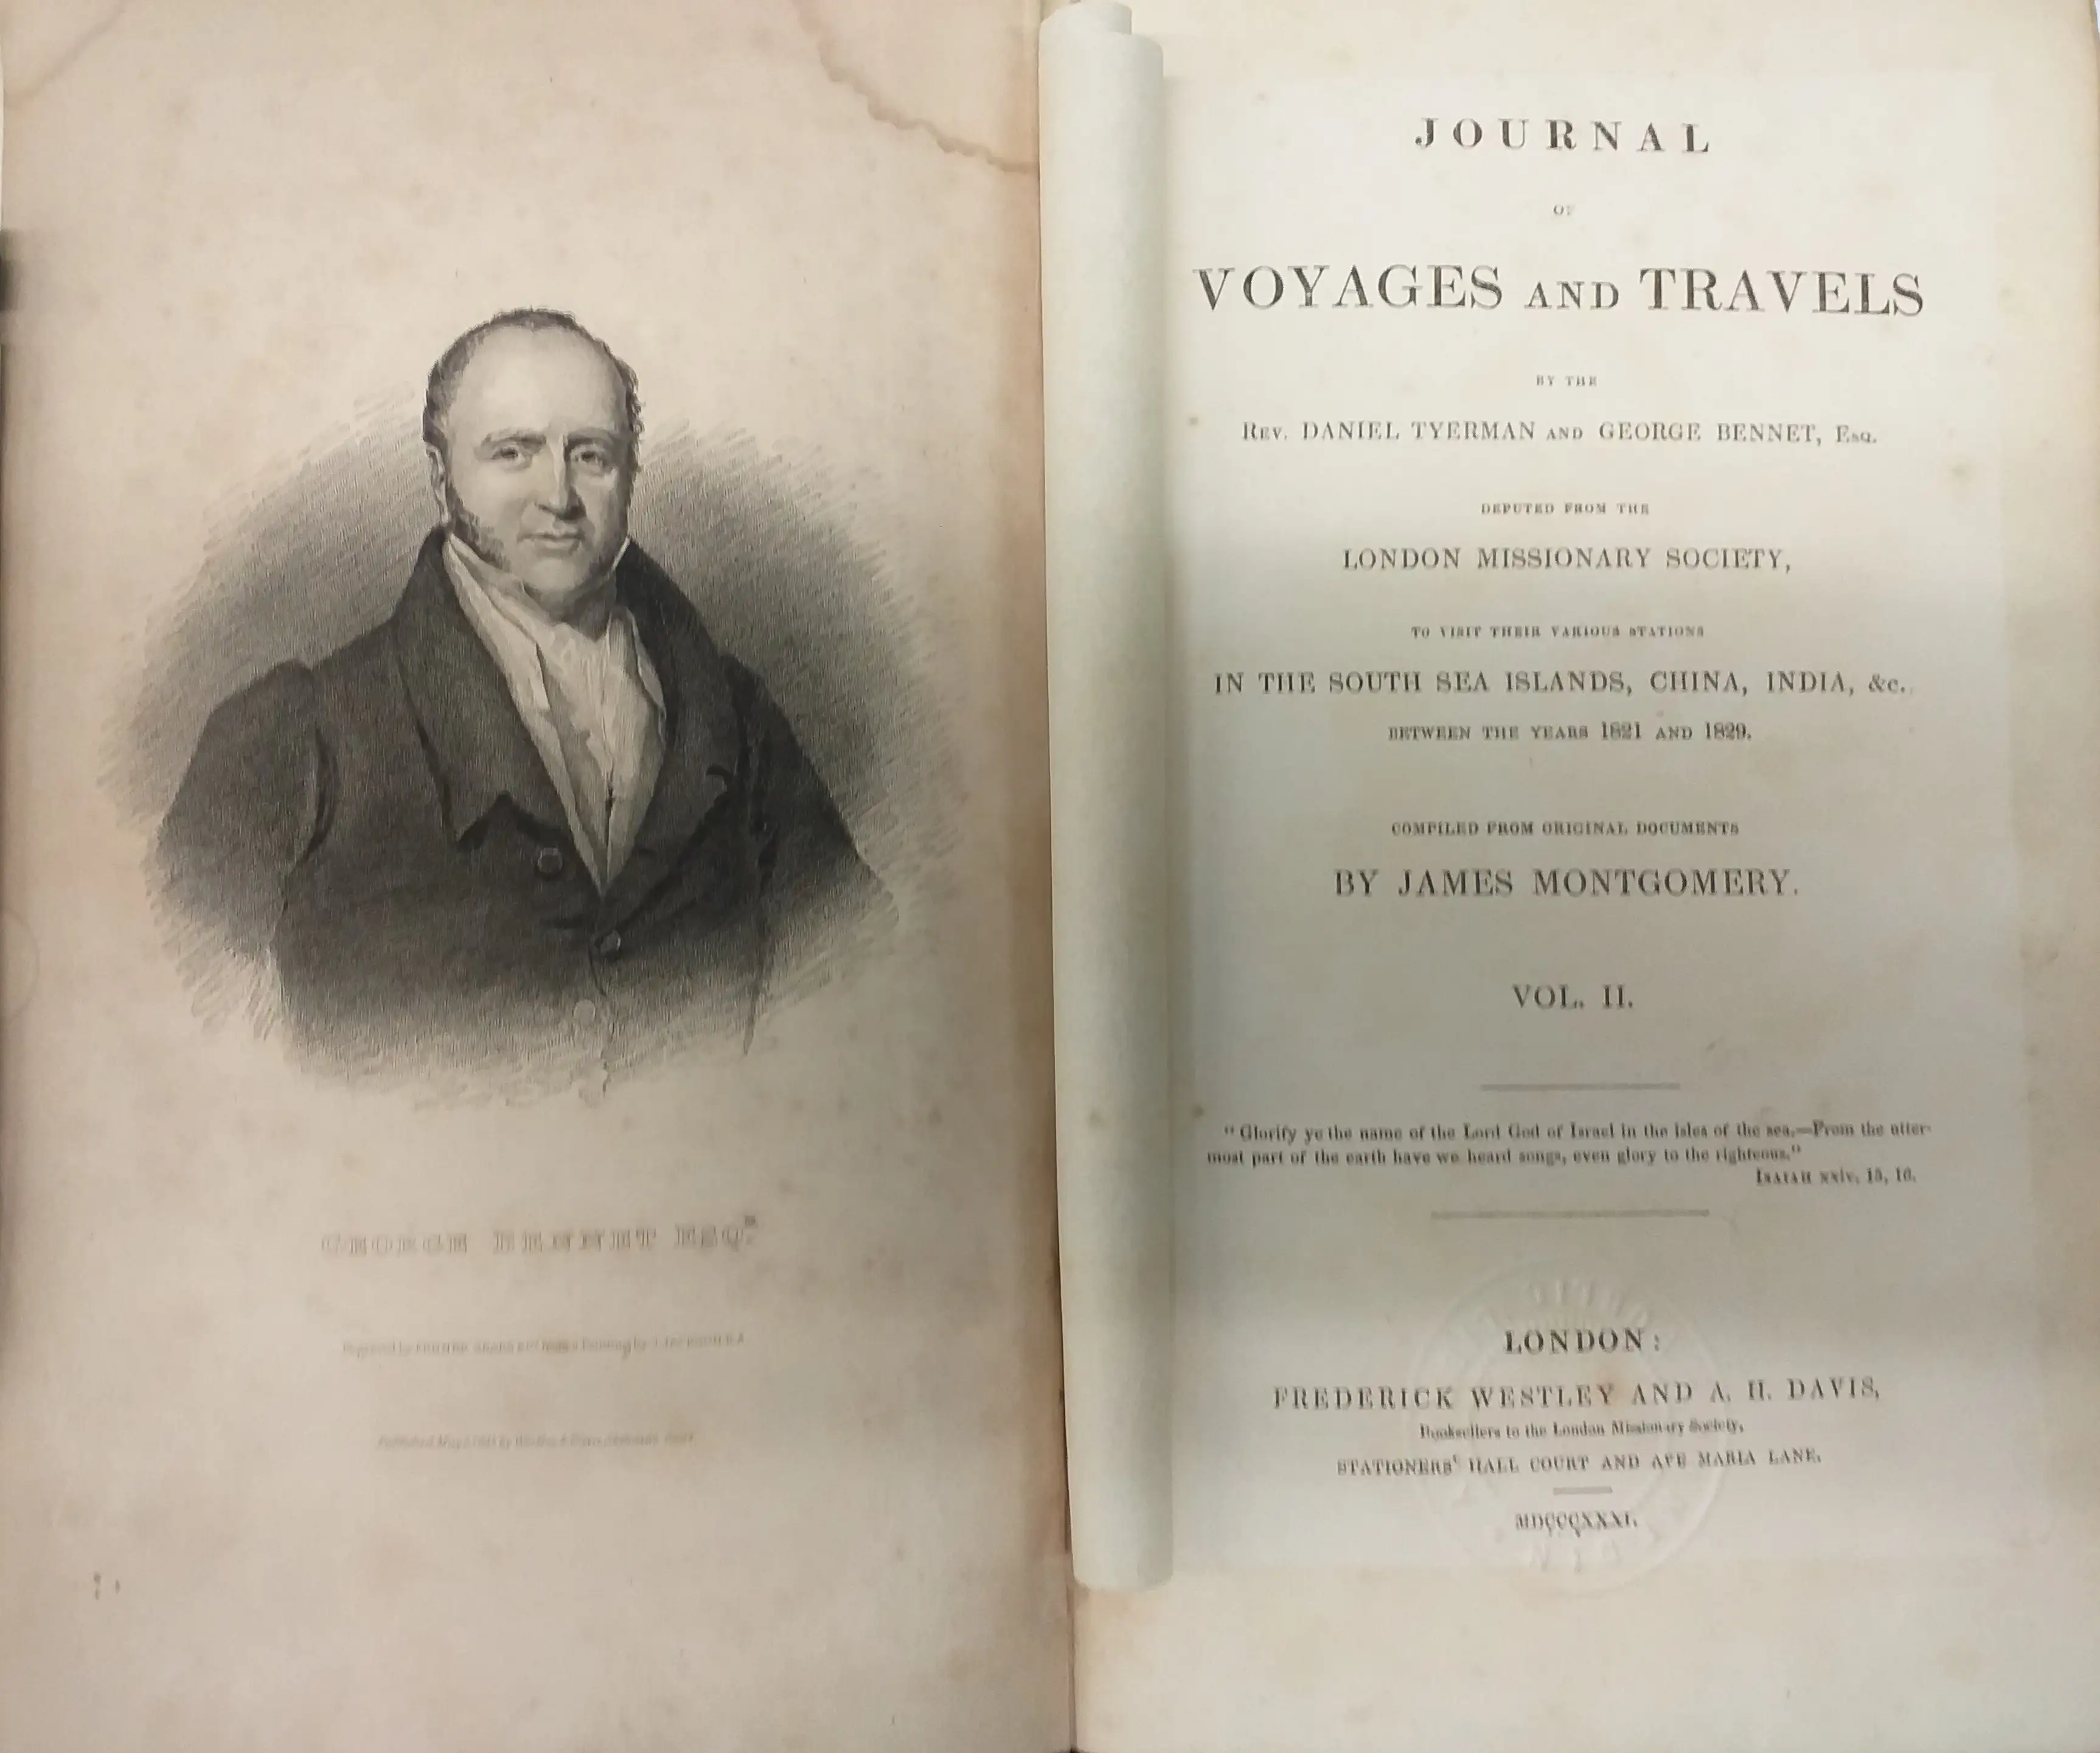 GEORGE BENNET ESQ.R
Engraved by
JOURNAL
OF
VOYAGES AND TRAVELS
BY THE
REV. DANIEL TYERMAN AND GEORGE BENNET, ESQ.
DEPUTED FROM THE
LONDON MISSIONARY SOCIETY,
TO VISIT THEIR VARIOUS STATIONS
IN THE SOUTH SEA ISLANDS, CHINA, INDIA, &c.
BETWEEN THE YEARS 1821 AND 1829.
COMPILED FROM ORIGINAL DOCUMENTS
BY JAMES MONTGOMERY.
VOL. II.
"Glorify ye the name of the Lord God of Israel in the isles of the sea.—From the utter-
most part of the earth have we heard songs, even glory to the righteous."
ISAIAH xxiv. 15, 16.
LONDON:
FREDERICK WESTLEY AND A. H. DAVIS,
Booksellers to the London Missionary Society,
STATIONERS' HALL COURT AND AVE MARIA LANE.
MDCCCXXXI.